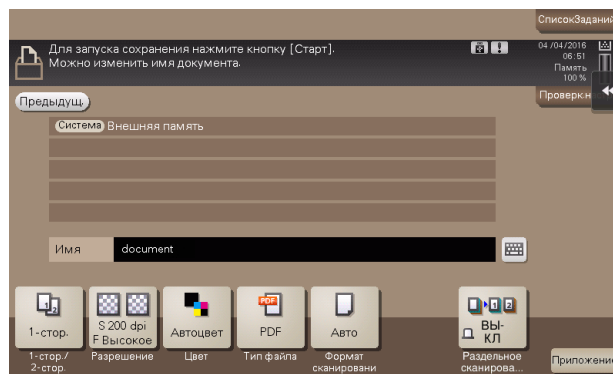 СписокЗаданий
Для запуска сохранения нажмите кнопку [Старт].
Можно изменить имя документа.
04/04/2016
06:51
Память
100 %
Предыдущ.
Проверк.н
Система Внешняя память
Имя document
1-стор.
S 200 dpi
F Высокое
Автоцвет
PDF
PDF
Авто
ВЫ-
КЛ
1-стор./
2-стор.
Разрешение
Цвет
Тип файла
Формат
сканировани
Раздельное
сканирова...
Приложение